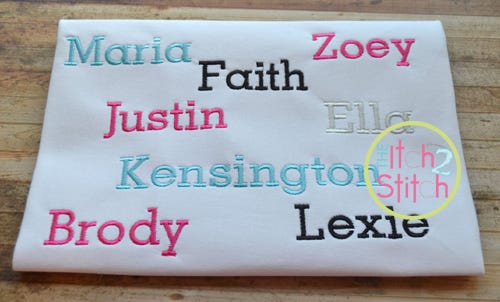 Maria
Zoey
Faith
Justin
Ella
Kensington
Brody
Lexie
THE
Itch 2
Stitch